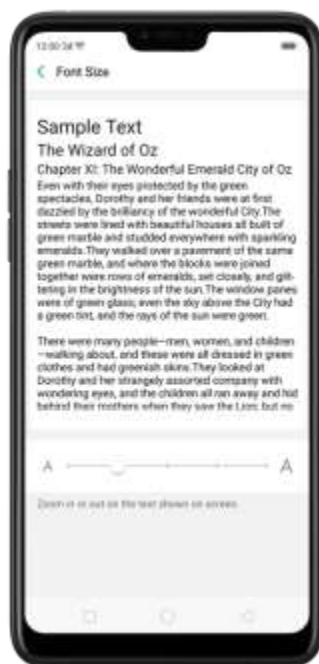 12:00
Font Size
Sample Text
The Wizard of Oz
Chapter XI: The Wonderful Emerald City of Oz
Even with their eyes protected by the green
spectacles, Dorothy and her friends were at first
dazzled by the brilliancy of the wonderful City.The
streets were lined with beautiful houses all built of
green marble and studded everywhere with sparkling
emeralds.They walked over a pavement of the same
green marble, and where the blocks were joined
together were rows of emeralds, set closely, and glit-
tering in the brightness of the sun.The window panes
were of green glass; even the sky above the City had
a green tint, and the rays of the sun were green.
There were many people—men, women, and children
—walking about, and these were all dressed in green
clothes and had greenish skins.They looked at
Dorothy and her strangely assorted company with
wondering eyes, and the children all ran away and hid
behind their mothers when they saw the Lion; but no
A A
Zoom in or out on the text shown on screen.